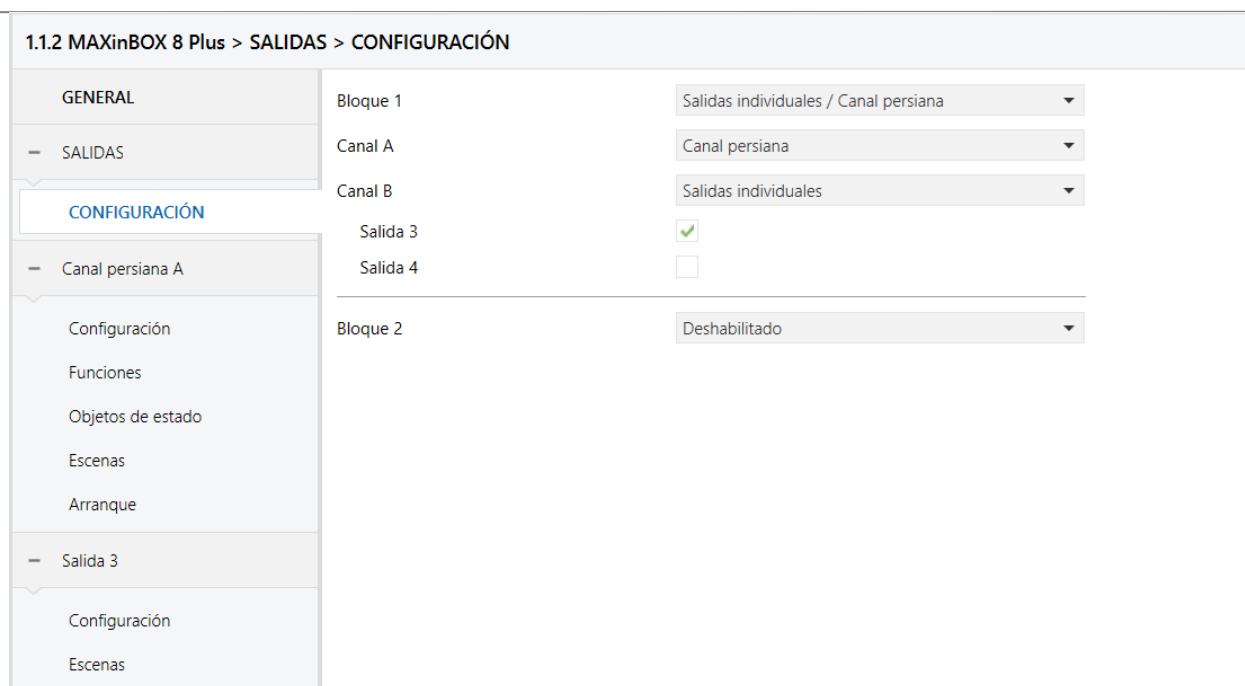 1.1.2 MAXinBOX 8 Plus > SALIDAS > CONFIGURACIÓN
GENERAL
SALIDAS
CONFIGURACIÓN
Canal persiana A
Configuración
Funciones
Objetos de estado
Escenas
Arranque
Salida 3
Configuración
Escenas
Bloque 1 Salidas individuales / Canal persiana
Canal A Canal persiana
Canal B Salidas individuales
Salida 3
Salida 4
Bloque 2 Deshabilitado